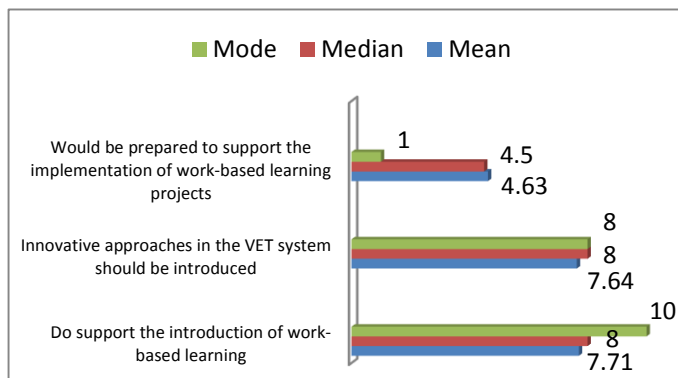 Mode Median Mean
Would be prepared to support the
implementation of work-based learning
projects
1
4.5
4.63
Innovative approaches in the VET system
should be introduced
8
8
7.64
Do support the introduction of work-
based learning
10
8
7.71